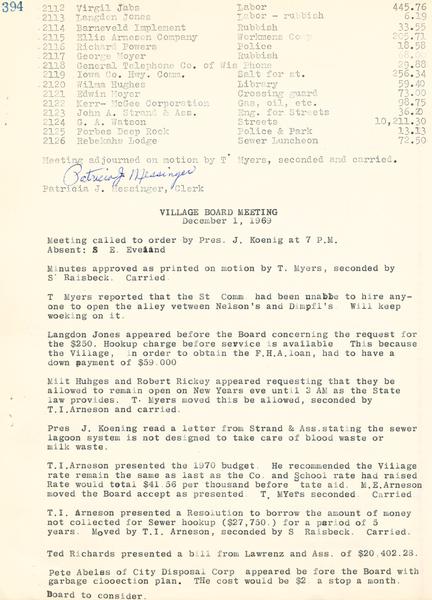 394
2112 Virgil Jabs Labor 445.76
2113 Langdon Jones Labor - rubbish 6.19
2114 Barneveld Implement Rubbish 33.55
2115 Ellis Arneson Company Workmens Comp
2116 Richard Powers Police 18.58
2117 George Moyer Rubbish
2118 General Telephone Co. of Wis Phone 29.88
2119 Iowa Co. Hwy. Comm. Salt for st. 256.34
2120 Wilma Hughes Library 59.40
2121 Edwin Moyer Crossing guard 73.00
2122 Kerr- McGee Corporation Gas, oil, etc. 98.75
2123 John A. Strand & Ass. Eng. for Streets 36.20
2124 G. A. Watson Streets 10,211.30
2125 Forbes Deep Rock Police & Park 13.13
2126 Rebekahs Lodge Sewer Luncheon 72.50
Meeting adjourned on motion by T Myers, seconded and carried.
Patricia J Messinger
Patricia J. Messinger, Clerk
VILLAGE BOARD MEETING
December 1, 1969
Meeting called to order by Pres. J. Koenig at 7 P.M.
Absent: S E. Eveland
Minutes approved as printed on motion by T. Myers, seconded by
S Raisbeck. Carried
T Myers reported that the St Comm had been unable to hire any-
one to open the alley vetween Nelson's and Dimpfl's Will keep
woeking on it.
Langdon Jones appeared before the Board concerning the request for
the $250. Hookup charge before service is available This because
the Village, in order to obtain the F.H.A.loan, had to have a
down payment of $59.000
Milt Huhges and Robert Rickey appeared requesting that they be
allowed to remain open on New Years eve until 3 AM as the State
law provides. T. Myers moved this be allowed, seconded by
T.I.Arneson and carried.
Pres J. Koening read a letter from Strand & Ass.stating the sewer
lagoon system is not designed to take care of blood waste or
milk waste.
T.I.Arneson presented the 1970 budget. He recommended the Village
rate remain the same as last as the Co. and School rate had raised
Rate would total $41.56 per thousand before tate aid. M.E.Arneson
moved the Board accept as presented T, MYers seconded Carried
T.I. Arneson presented a Resolution to borrow the amount of money
not collected for Sewer hookup ($27,750.) for a period of 5
years. Moved by T.I. Arneson, seconded by S Raisbeck. Carried.
Ted Richards presented a bill from Lawrenz and Ass. of $20,402.28.
Pete Abelss of City Disposal Corp appeared be fore the Board with
garbage clooection plan. THe cost would be $2 a stop a month.
Board to consider.